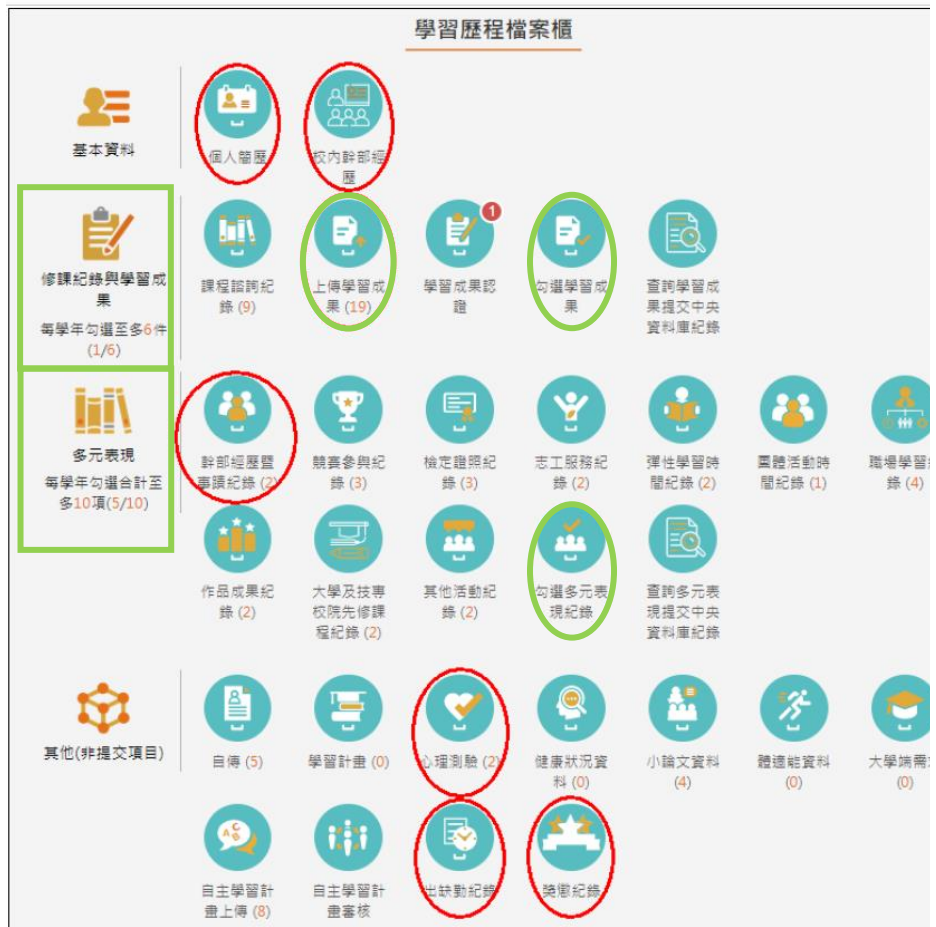 學習歷程檔案櫃
基本資料
個人簡歷
校內幹部經
歷
修課紀錄與學習成
果
每學年勾選至多6件
(1/6)
課程諮詢紀
錄 (9)
上傳學習成
果 (19)
1
學習成果認
證
勾選學習成
果
查詢學習成
果提交中央
資料庫紀錄
多元表現
每學年勾選合計至
多10項(5/10)
幹部經歷暨
事蹟紀錄 (2)
競賽參與紀
錄 (3)
檢定證照紀
錄 (3)
志工服務紀
錄 (2)
彈性學習時
間紀錄 (2)
團體活動時
間紀錄 (1)
職場學習紀
錄 (4)
作品成果紀
錄 (2)
大學及技專
校院先修課
程紀錄 (2)
其他活動紀
錄 (2)
勾選多元表
現紀錄
查詢多元表
現提交中央
資料庫紀錄
其他(非提交項目)
自傳 (5)
學習計畫 (0)
心理測驗 (2)
健康狀況資
料 (0)
小論文資料
(4)
體適能資料
(0)
大學端需
(0)
自主學習計
畫上傳 (8)
自主學習計
畫審核
出缺勤紀錄
獎懲紀錄